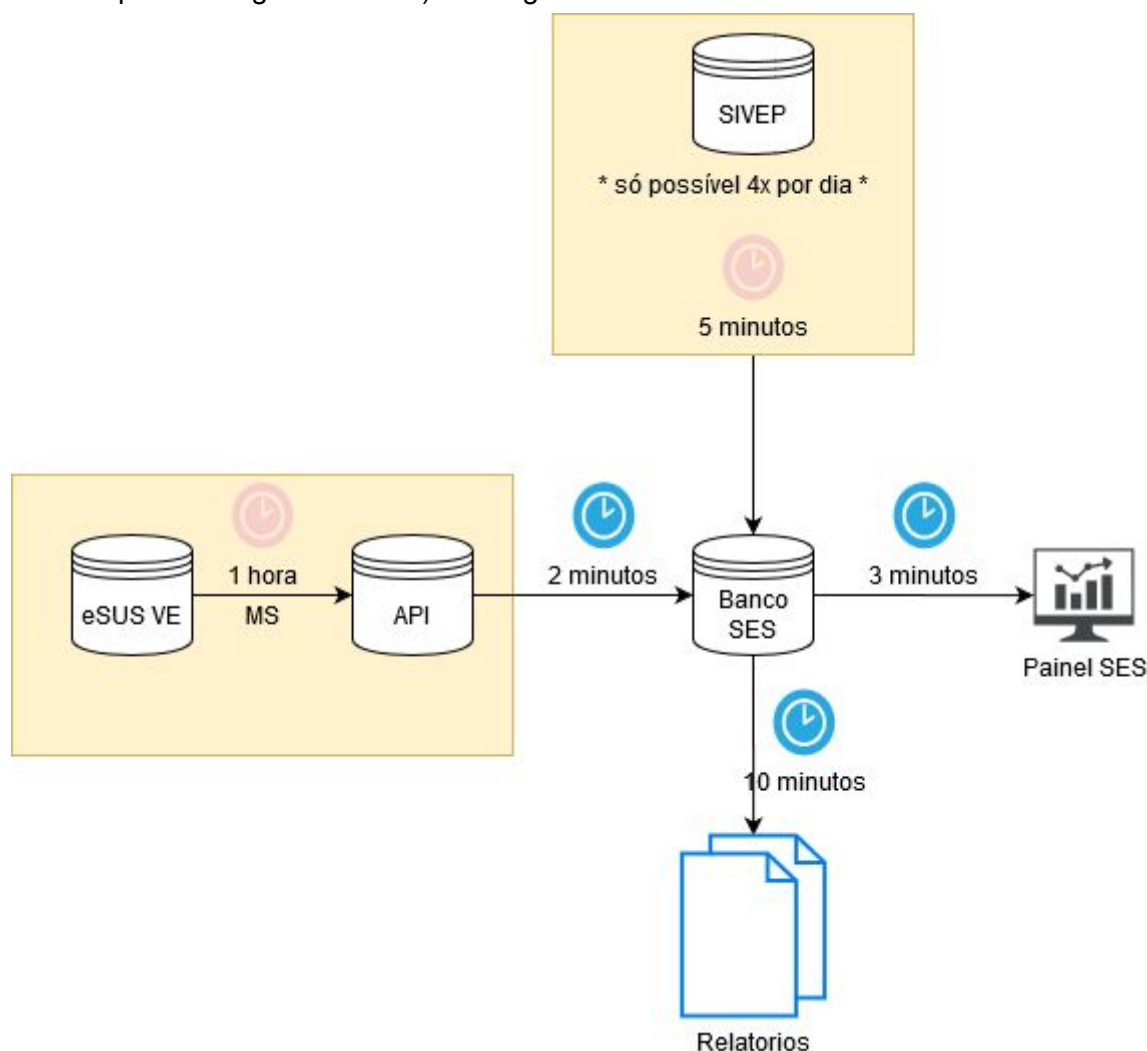 SIVEP
* só possível 4x por dia *
5 minutos
eSUS VE
1 hora
MS
API
2 minutos
Banco
SES
3 minutos
Painel SES
10 minutos
Relatorios